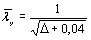 λ̄ᵥ = 1 / √(Δ + 0,04)